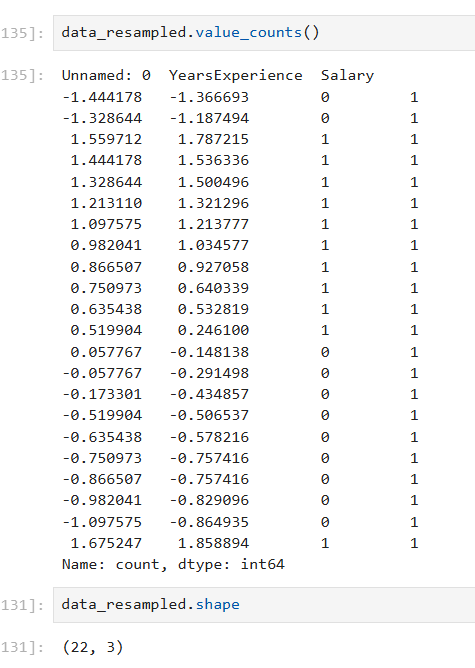 135]: data_resampled.value_counts()
135]: Unnamed: 0  YearsExperience  Salary
-1.444178   -1.366693        0         1
-1.328644   -1.187494        0         1
 1.559712    1.787215        1         1
 1.444178    1.536336        1         1
 1.328644    1.500496        1         1
 1.213110    1.321296        1         1
 1.097575    1.213777        1         1
 0.982041    1.034577        1         1
 0.866507    0.927058        1         1
 0.750973    0.640339        1         1
 0.635438    0.532819        1         1
 0.519904    0.246100        1         1
 0.057767   -0.148138        0         1
-0.057767   -0.291498        0         1
-0.173301   -0.434857        0         1
-0.519904   -0.506537        0         1
-0.635438   -0.578216        0         1
-0.750973   -0.757416        0         1
-0.866507   -0.757416        0         1
-0.982041   -0.829096        0         1
-1.097575   -0.864935        0         1
 1.675247    1.858894        1         1
Name: count, dtype: int64
131]: data_resampled.shape
131]: (22, 3)